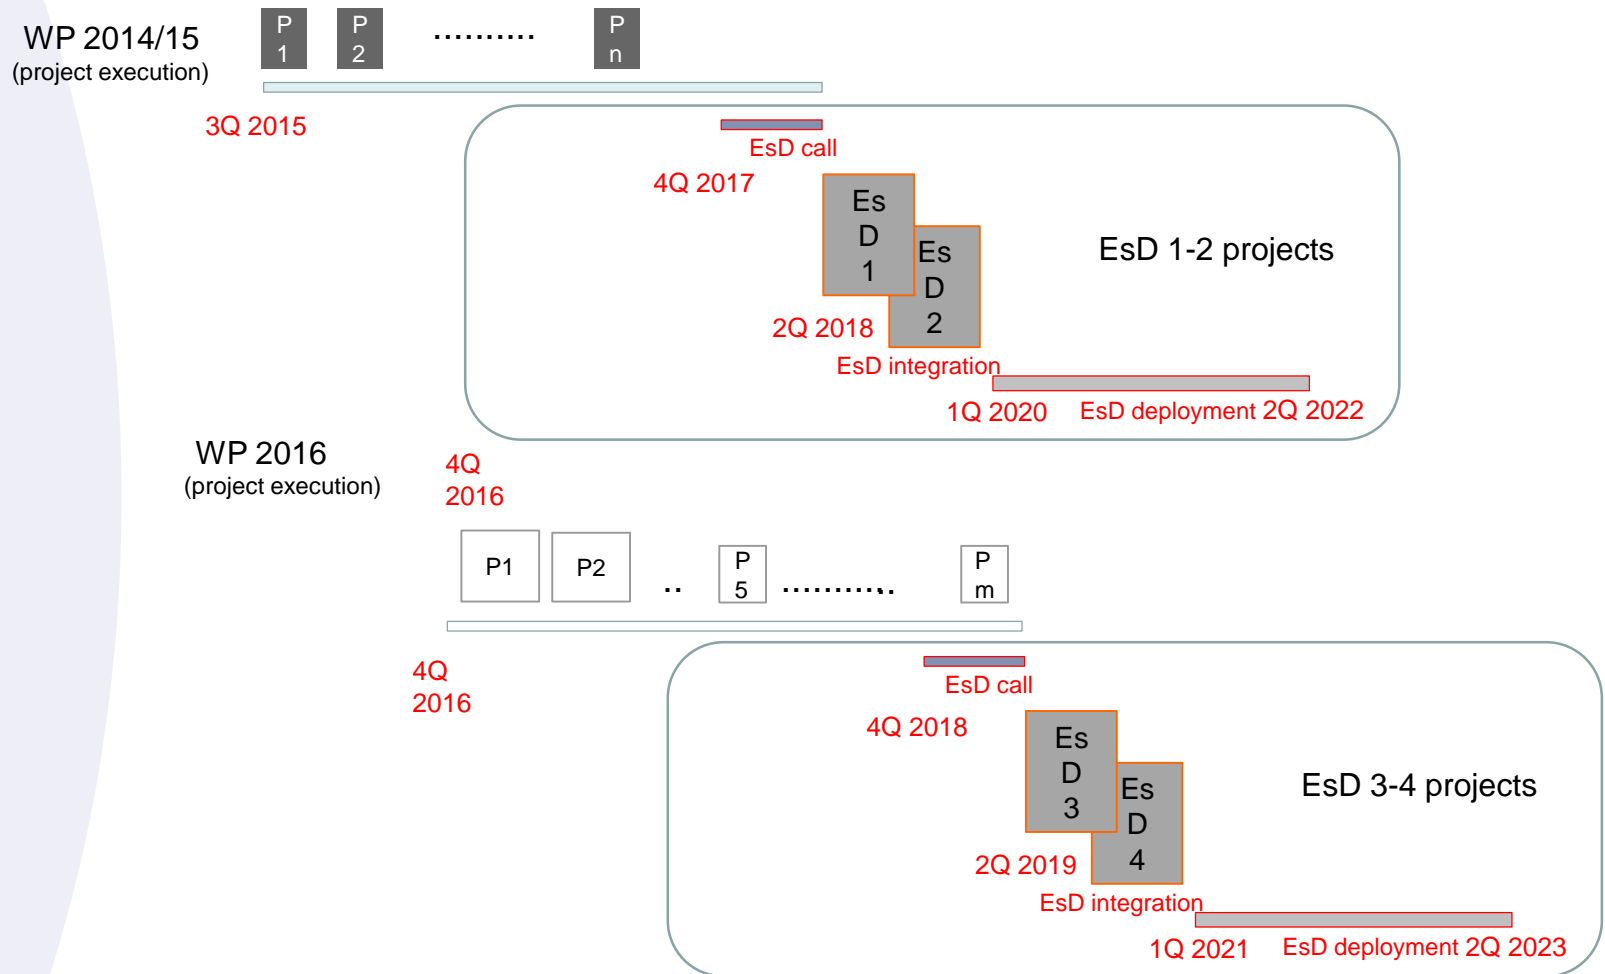 WP 2014/15
(project execution)
P
1
P
2
..........
P
n
3Q 2015
EsD call
4Q 2017
Es
D
1
Es
D
2
EsD 1-2 projects
2Q 2018
EsD integration
1Q 2020
EsD deployment
2Q 2022
WP 2016
(project execution)
4Q
2016
P1
P2
..
P
5
...........
P
m
4Q
2016
EsD call
4Q 2018
Es
D
3
Es
D
4
EsD 3-4 projects
2Q 2019
EsD integration
1Q 2021
EsD deployment
2Q 2023